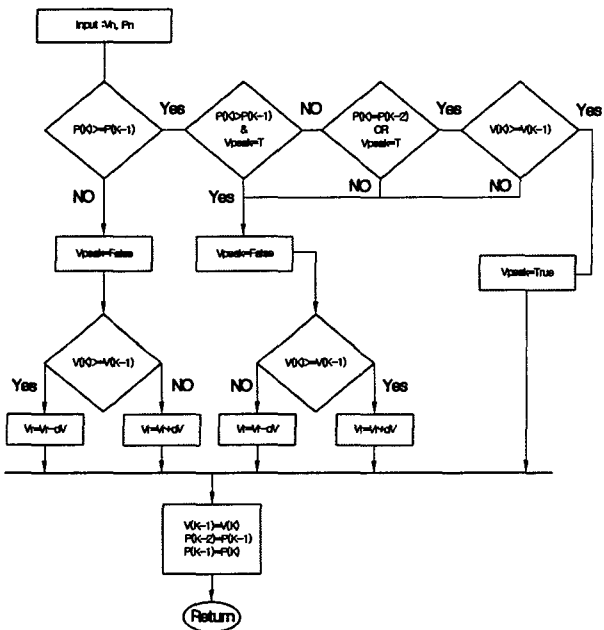 Input :Vn, Pn
P(K)>=P(K-1)
Yes
P(K)>P(K-1)
&
Vpeak=T
NO
P(K)=P(K-2)
OR
Vpeak=T
Yes
V(K)>=V(K-1)
Yes
NO
Yes
NO
NO
Vpeak=False
Vpeak=False
Vpeak=True
V(K)>=V(K-1)
V(K)>=V(K-1)
Yes
NO
NO
Yes
Vr=Vr-dV
Vr=Vr+dV
Vr=Vr-dV
Vr=Vr+dV
V(K-1)=V(K)
P(K-2)=P(K-1)
P(K-1)=P(K)
Return